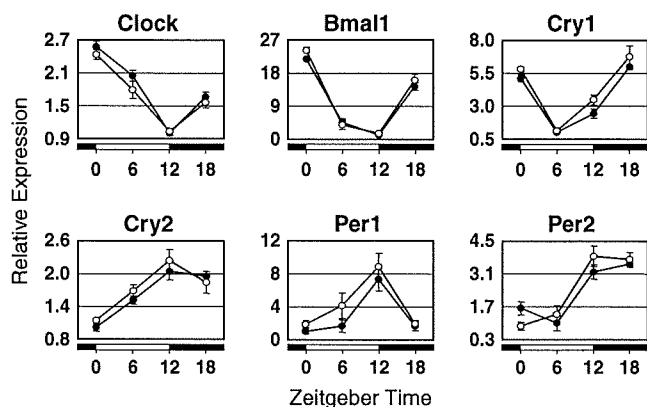 Clock Bmal1 Cry1
2.7 27 8.0
2.1 18 5.5
1.5 9 3.0
0.9 0 0.5
0 6 12 18 0 6 12 18 0 6 12 18
Relative Expression
Cry2 Per1 Per2
2.6 12 4.5
2.0 8 3.1
1.4 4 1.7
0.8 0 0.3
0 6 12 18 0 6 12 18 0 6 12 18
Zeitgeber Time